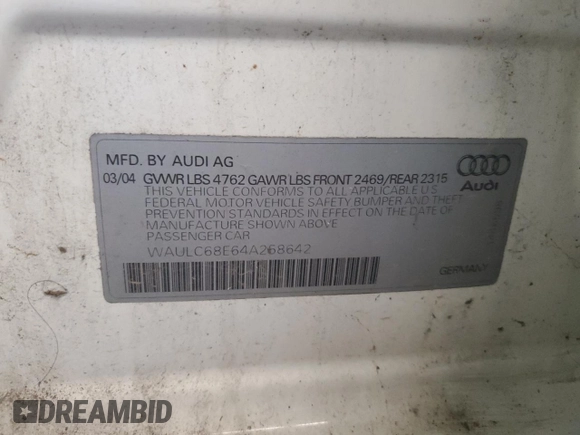 MFD. BY AUDI AG
03/04 GVWR LBS 4762 GAWR LBS FRONT 2469/REAR 2315
THIS VEHICLE CONFORMS TO ALL APPLICABLE U.S.
FEDERAL MOTOR VEHICLE SAFETY BUMPER AND THEFT
PREVENTION STANDARDS IN EFFECT ON THE DATE OF
MANUFACTURE SHOWN ABOVE
PASSENGER CAR
WAULC68E64A268642
Audi
GERMANY
DREAMBID